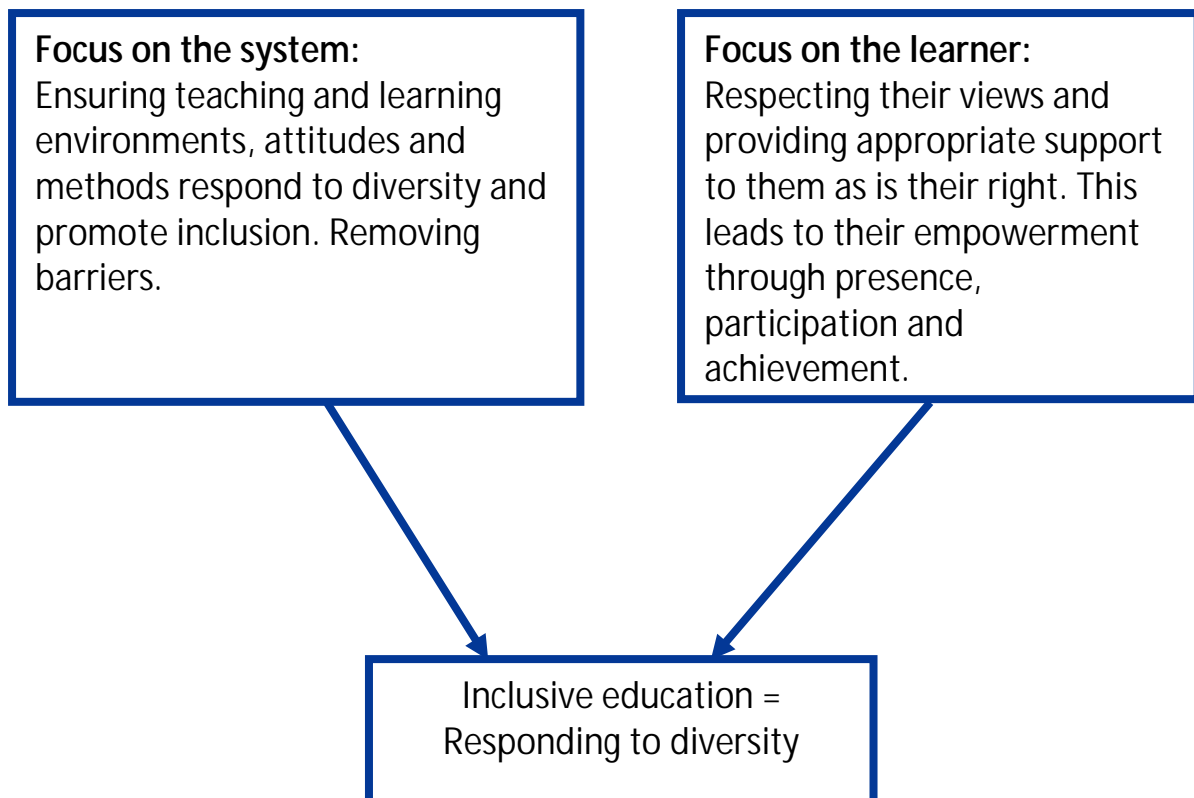 Focus on the system:
Ensuring teaching and learning
environments, attitudes and
methods respond to diversity and
promote inclusion. Removing
barriers.
Focus on the learner:
Respecting their views and
providing appropriate support
to them as is their right. This
leads to their empowerment
through presence,
participation and
achievement.
Inclusive education =
Responding to diversity